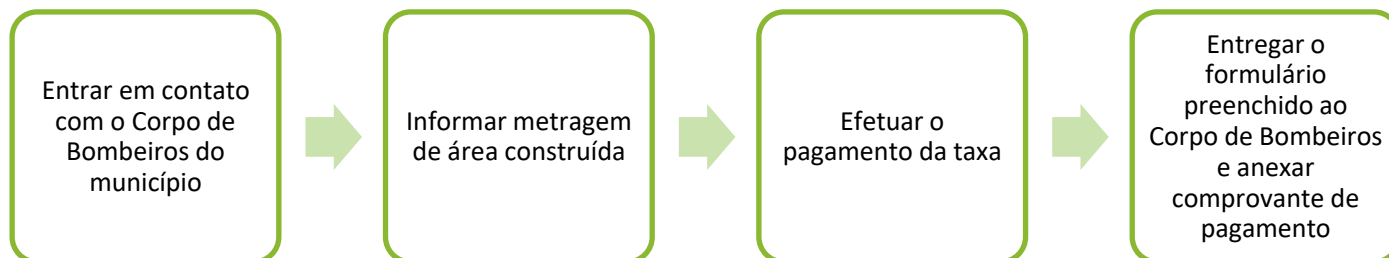 Entrar em contato
com o Corpo de
Bombeiros do
município
Informar metragem
de área construída
Efetuar o
pagamento da taxa
Entregar o
formulário
preenchido ao
Corpo de Bombeiros
e anexar
comprovante de
pagamento